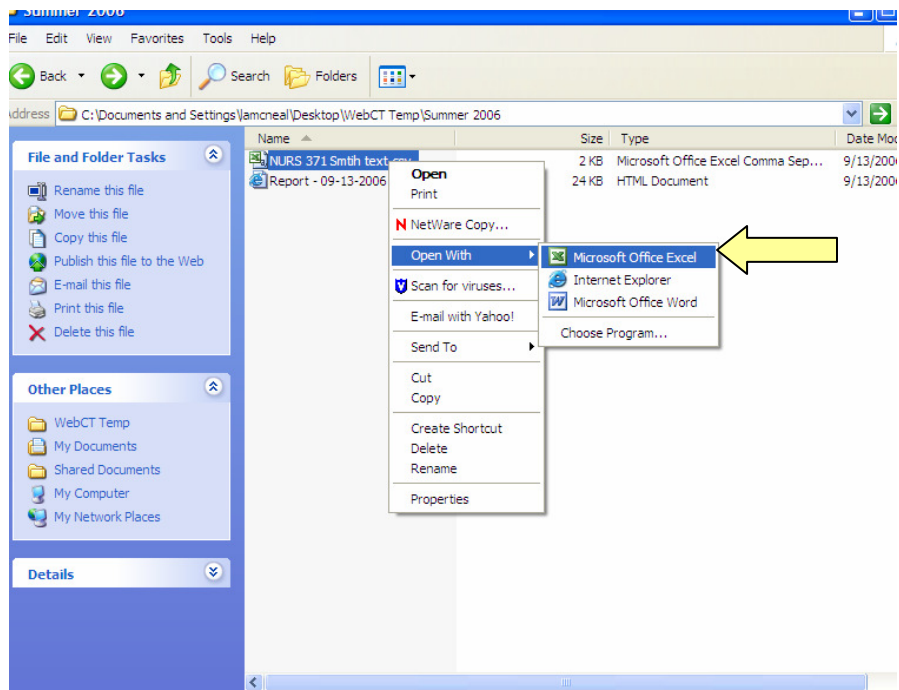 Summer 2006
File Edit View Favorites Tools Help
Back Search Folders
Address C:\Documents and Settings\lamcneal\Desktop\WebCT Temp\Summer 2006
Name Size Type Date Mod
File and Folder Tasks
Rename this file
Move this file
Copy this file
Publish this file to the Web
E-mail this file
Print this file
Delete this file
Other Places
WebCT Temp
My Documents
Shared Documents
My Computer
My Network Places
Details
NURS 371 Smtih text.csv 2 KB Microsoft Office Excel Comma Sep... 9/13/2006
Report - 09-13-2006 24 KB HTML Document 9/13/2006
Open
Print
N NetWare Copy...
Open With
Scan for viruses...
E-mail with Yahoo!
Send To
Cut
Copy
Create Shortcut
Delete
Rename
Properties
Microsoft Office Excel
Internet Explorer
Microsoft Office Word
Choose Program...